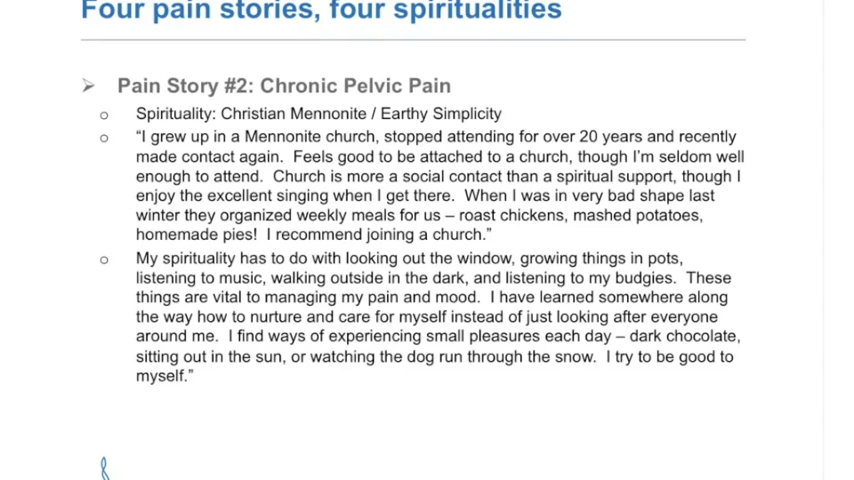 Four pain stories, four spiritualities
Pain Story #2: Chronic Pelvic Pain
Spirituality: Christian Mennonite / Earthy Simplicity
“I grew up in a Mennonite church, stopped attending for over 20 years and recently
made contact again. Feels good to be attached to a church, though I’m seldom well
enough to attend. Church is more a social contact than a spiritual support, though I
enjoy the excellent singing when I get there. When I was in very bad shape last
winter they organized weekly meals for us – roast chickens, mashed potatoes,
homemade pies! I recommend joining a church.”
My spirituality has to do with looking out the window, growing things in pots,
listening to music, walking outside in the dark, and listening to my budgies. These
things are vital to managing my pain and mood. I have learned somewhere along
the way how to nurture and care for myself instead of just looking after everyone
around me. I find ways of experiencing small pleasures each day – dark chocolate,
sitting out in the sun, or watching the dog run through the snow. I try to be good to
myself.”